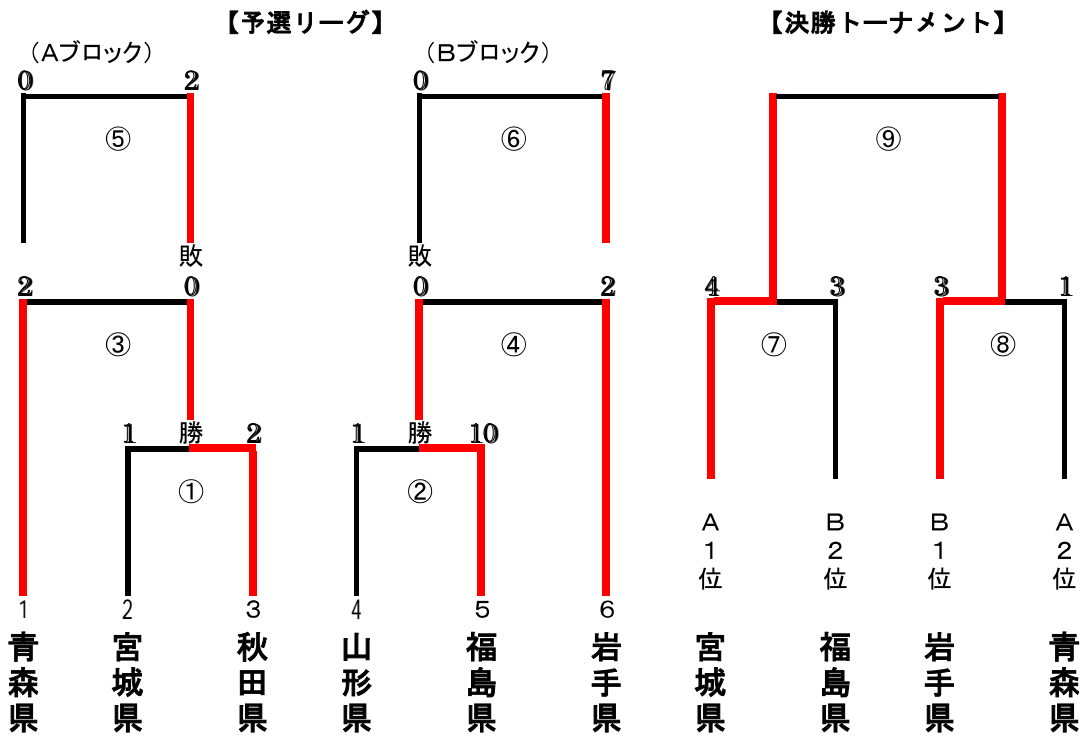 【予選リーグ】
【決勝トーナメント】
（Aブロック）
（Bブロック）
0 2
0 7
⑤
⑥
⑨
敗
敗
2 0
0 2
4 3
3 1
③
④
⑦
⑧
1 勝 2
1 勝 10
①
②
A1位
B2位
B1位
A2位
1 2 3 4 5 6
青森県
宮城県
秋田県
山形県
福島県
岩手県
宮城県
福島県
岩手県
青森県